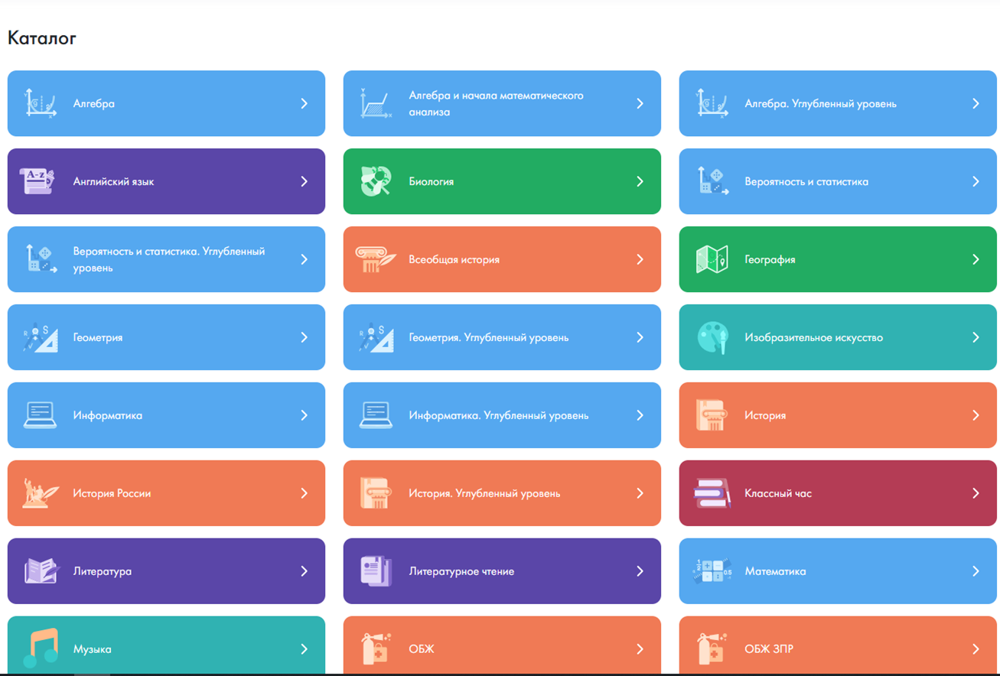 Каталог
Алгебра
Алгебра и начала математического
анализа
Алгебра. Углубленный уровень
Английский язык
Биология
Вероятность и статистика
Вероятность и статистика. Углубленный
уровень
Всеобщая история
География
Геометрия
Геометрия. Углубленный уровень
Изобразительное искусство
Информатика
Информатика. Углубленный уровень
История
История России
История. Углубленный уровень
Классный час
Литература
Литературное чтение
Математика
Музыка
ОБЖ
ОБЖ ЗПР